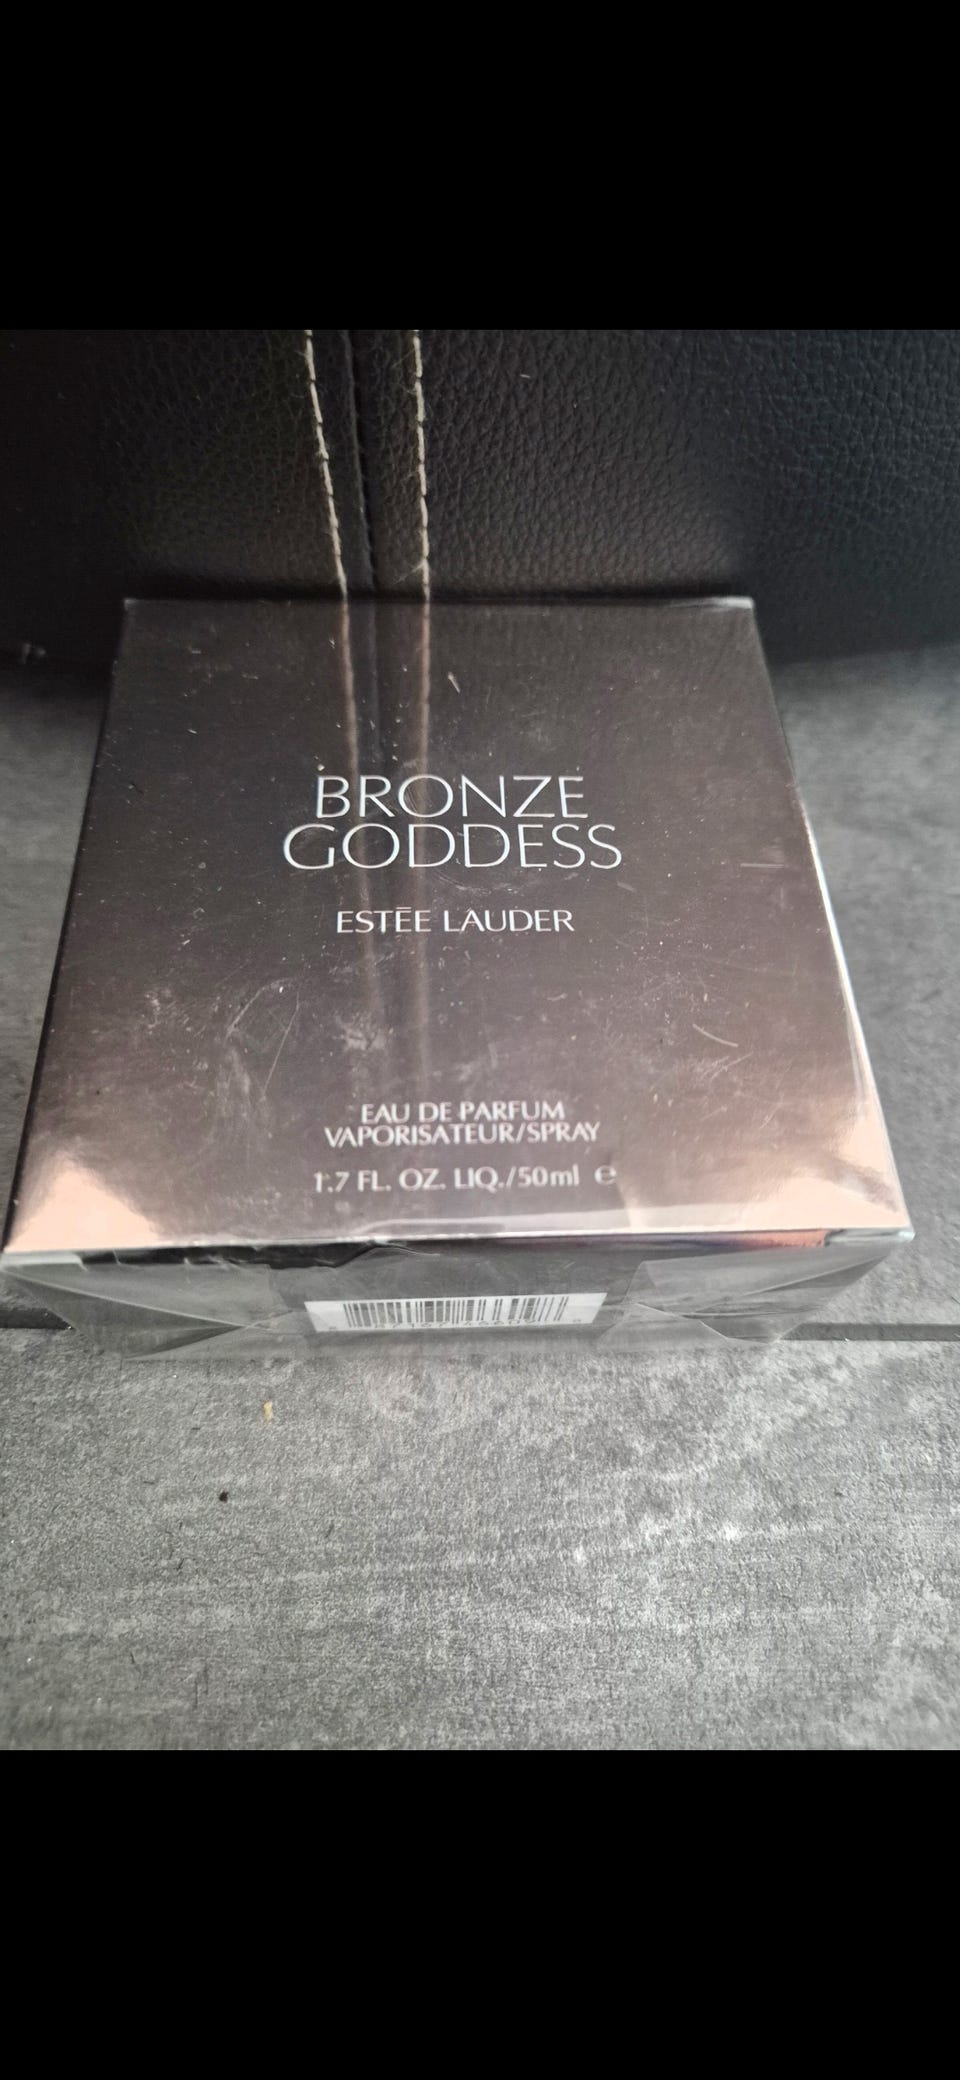 BRONZE
GODDESS
ESTĒE LAUDER
EAU DE PARFUM
VAPORISATEUR/SPRAY
1.7 FL. OZ. LIQ./50ml ℮